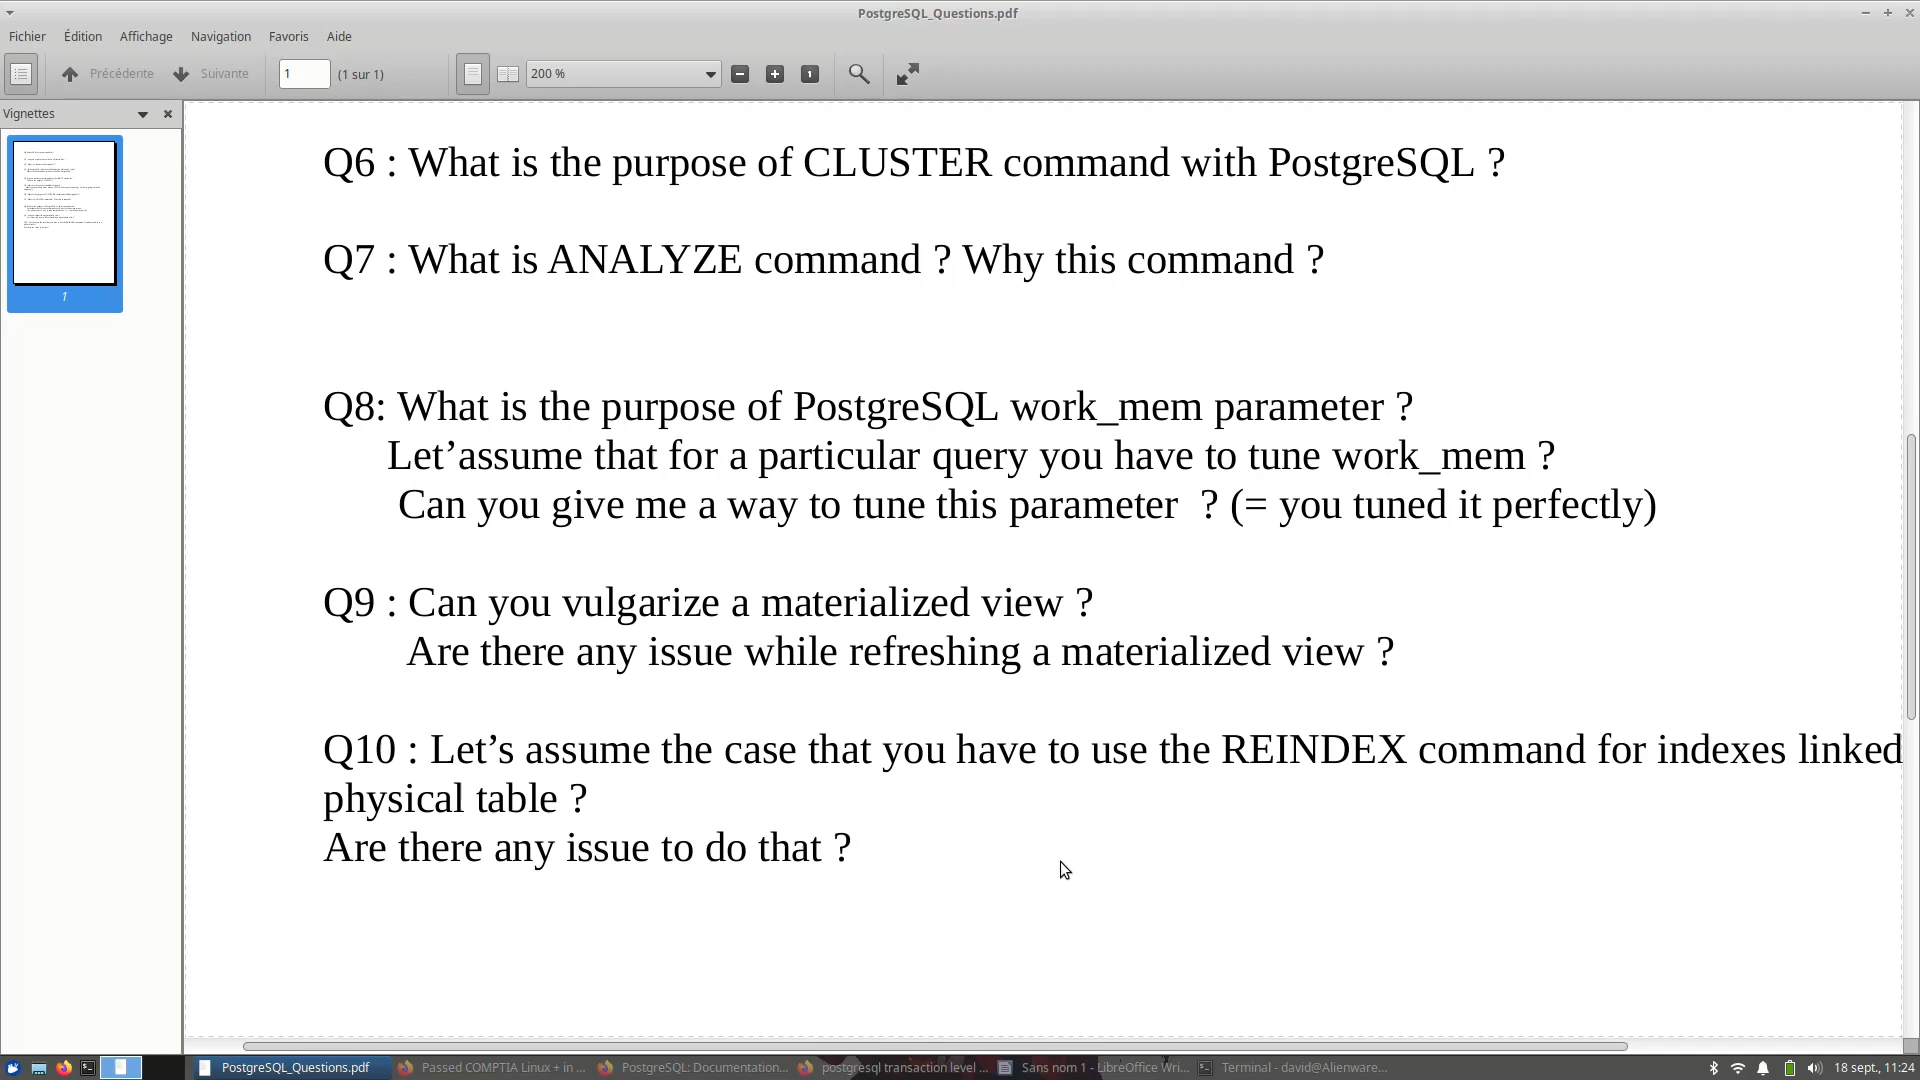 PostgreSQL_Questions.pdf
Fichier Édition Affichage Navigation Favoris Aide
Précédente Suivante 1 (1 sur 1) 200 % 1
Vignettes
1
Q6 : What is the purpose of CLUSTER command with PostgreSQL ?
Q7 : What is ANALYZE command ? Why this command ?
Q8: What is the purpose of PostgreSQL work_mem parameter ?
Let’assume that for a particular query you have to tune work_mem ?
Can you give me a way to tune this parameter ? (= you tuned it perfectly)
Q9 : Can you vulgarize a materialized view ?
Are there any issue while refreshing a materialized view ?
Q10 : Let’s assume the case that you have to use the REINDEX command for indexes linked
physical table ?
Are there any issue to do that ?
PostgreSQL_Questions.pdf Passed COMPTIA Linux + in ... PostgreSQL: Documentation... postgresql transaction level ... Sans nom 1 - LibreOffice Wri... Terminal - david@Alienware... 18 sept., 11:24